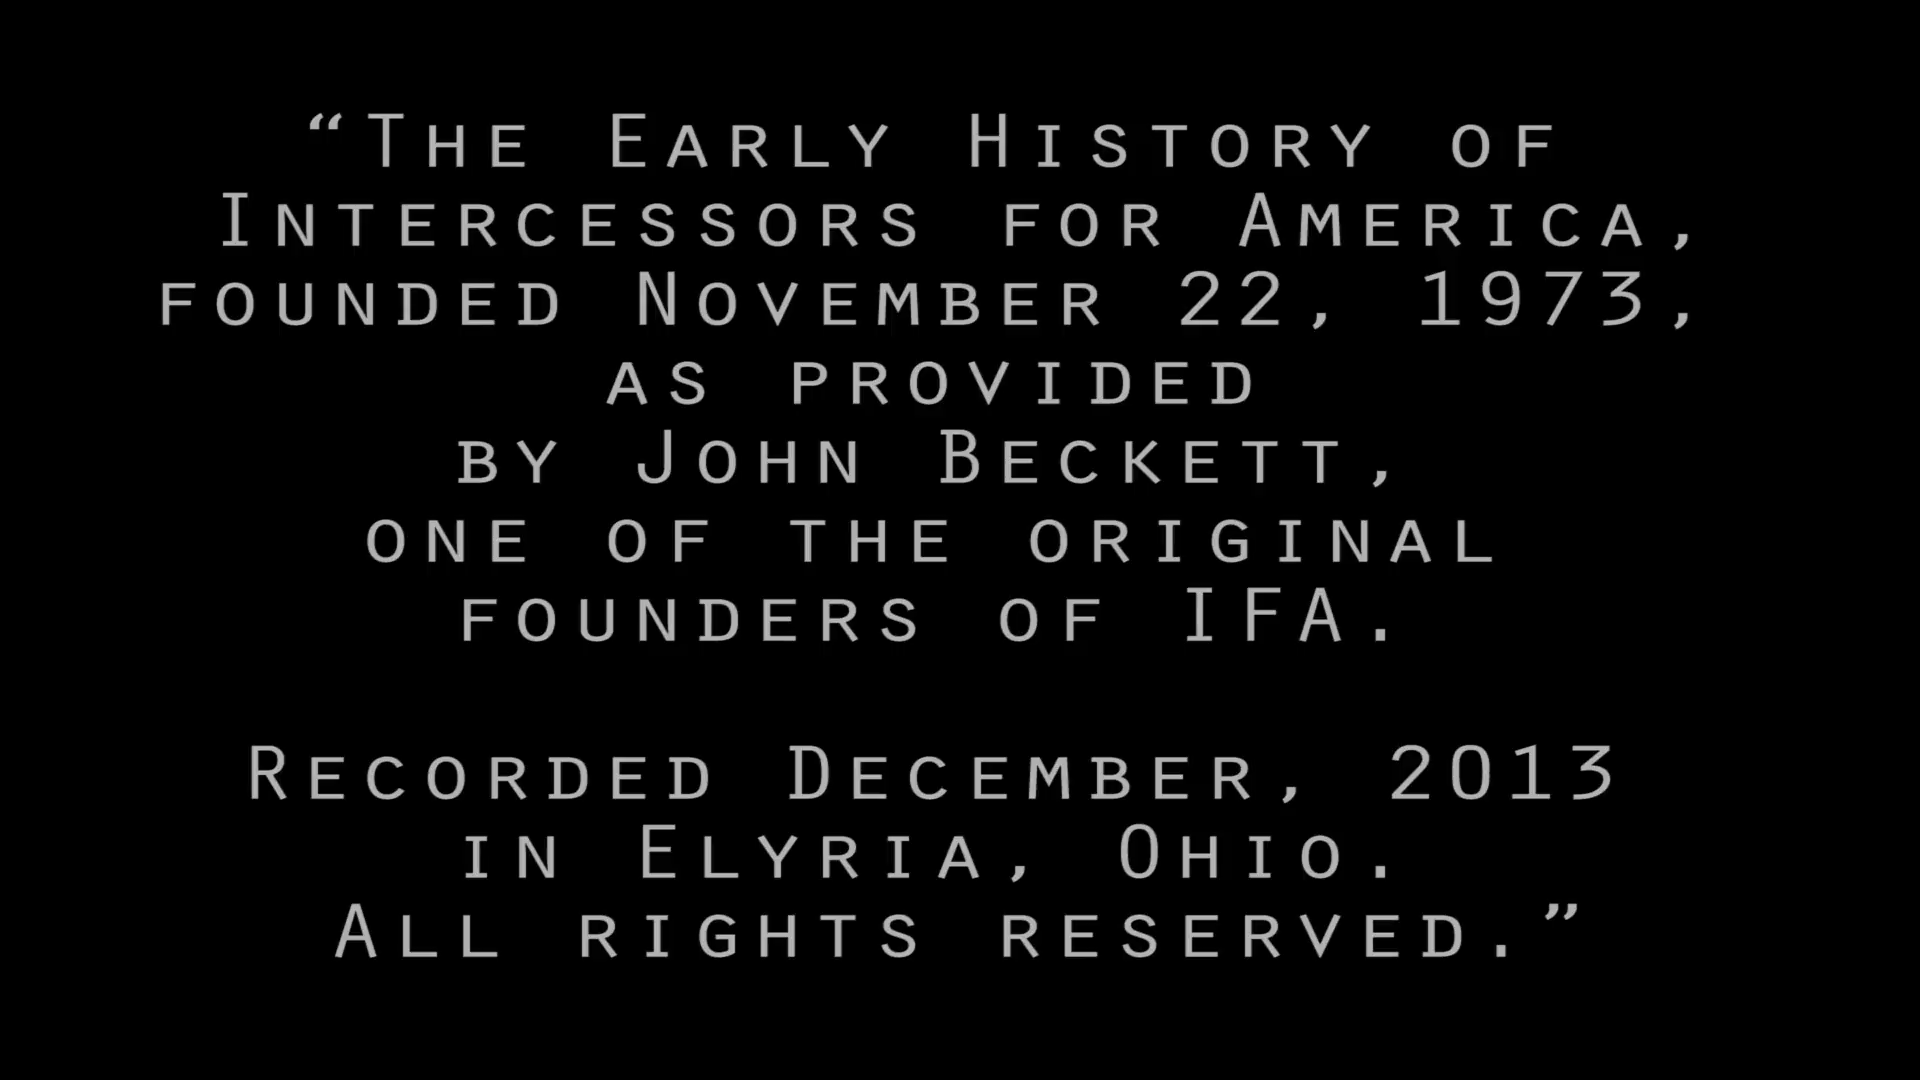 “The Early History of
Intercessors for America,
founded November 22, 1973,
as provided
by John Beckett,
one of the original
founders of IFA.
Recorded December, 2013
in Elyria, Ohio.
All rights reserved.”